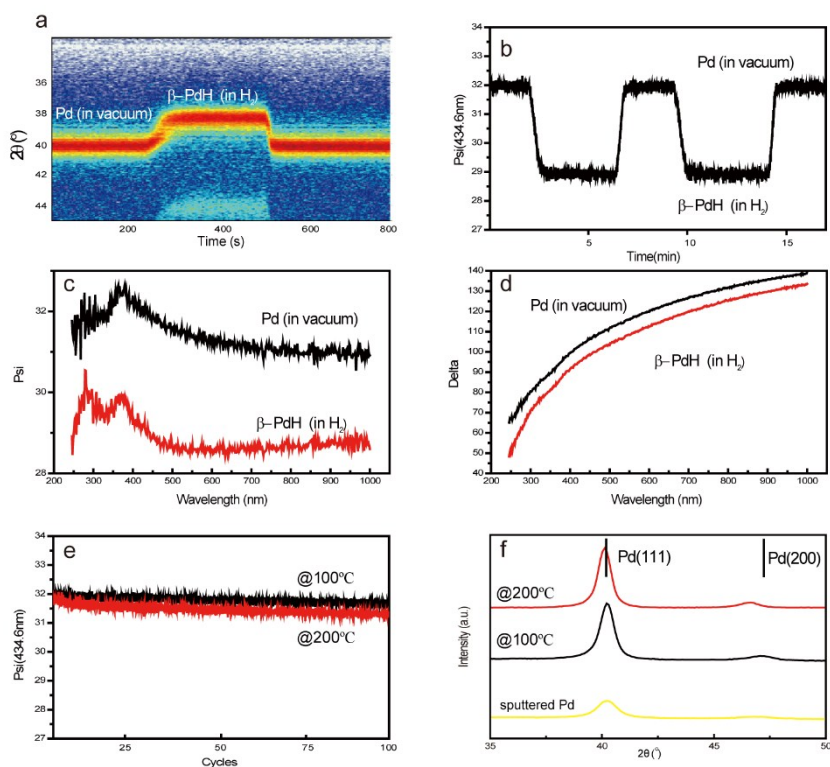 a
2θ (°)
36
38
40
42
44
Pd (in vacuum)
β–PdH (in H₂)
200
400
600
800
Time (s)
b
Psi(434.6nm)
34
33
32
31
30
29
28
27
Pd (in vacuum)
β–PdH (in H₂)
5
10
15
Time(min)
c
Psi
32
30
28
Pd (in vacuum)
β–PdH (in H₂)
200 300 400 500 600 700 800 900 1000
Wavelength (nm)
d
Delta
140
130
120
110
100
90
80
70
60
50
40
Pd (in vacuum)
β–PdH (in H₂)
200 300 400 500 600 700 800 900 1000
Wavelength (nm)
e
Psi(434.6nm)
34
33
32
31
30
29
28
27
@100℃
@200℃
25
50
75
100
Cycles
f
Intensity (a.u.)
Pd(111)
Pd(200)
@200℃
@100℃
sputtered Pd
35
40
45
50
2θ (°)